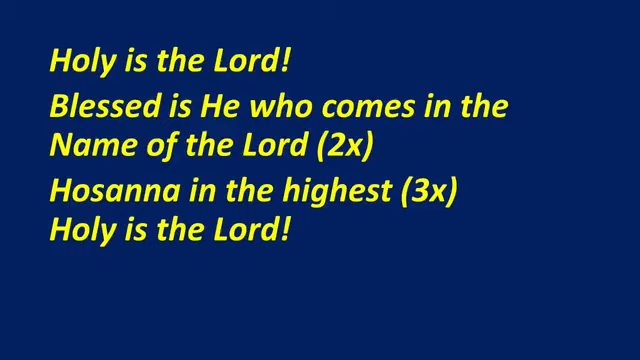 Holy is the Lord!
Blessed is He who comes in the
Name of the Lord (2x)
Hosanna in the highest (3x)
Holy is the Lord!